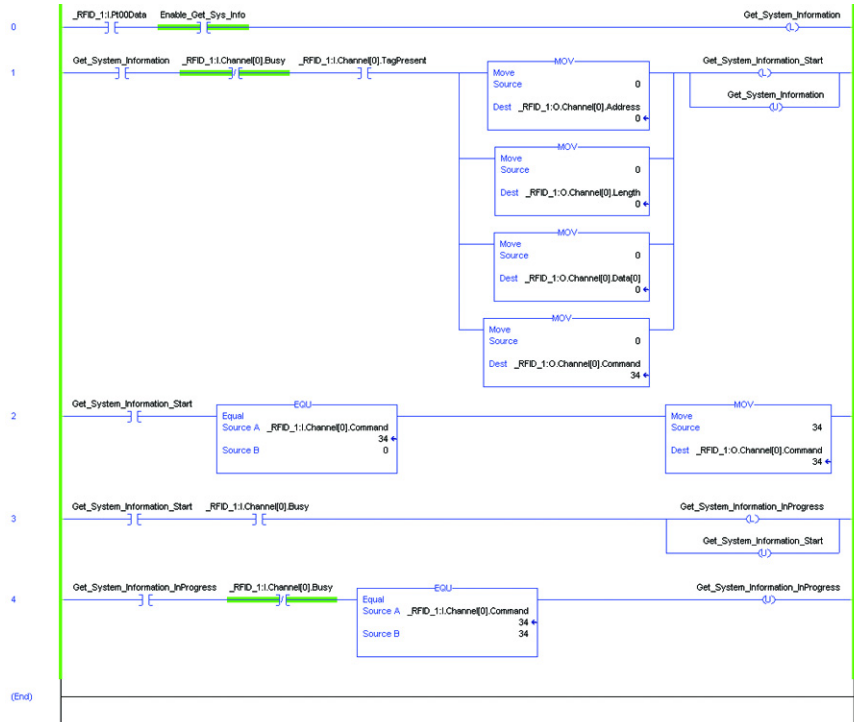 _RFID_1:I.Pt00Data Enable_Get_Sys_Info Get_System_Information
0
L
Get_System_Information _RFID_1:I.Channel[0].Busy _RFID_1:I.Channel[0].TagPresent MOV Get_System_Information_Start
1
Move
Source 0
Dest _RFID_1:O.Channel[0].Address
0
L
Get_System_Information
U
MOV
Move
Source 0
Dest _RFID_1:O.Channel[0].Length
0
MOV
Move
Source 0
Dest _RFID_1:O.Channel[0].Data[0]
0
MOV
Move
Source 0
Dest _RFID_1:O.Channel[0].Command
34
Get_System_Information_Start EQU MOV
2
Equal
Source A _RFID_1:I.Channel[0].Command
34
Source B 0
Move
Source 34
Dest _RFID_1:O.Channel[0].Command
34
Get_System_Information_Start _RFID_1:I.Channel[0].Busy Get_System_Information_InProgress
3
L
Get_System_Information_Start
U
Get_System_Information_InProgress _RFID_1:I.Channel[0].Busy EQU Get_System_Information_InProgress
4
Equal
Source A _RFID_1:I.Channel[0].Command
34
Source B 34
U
(End)